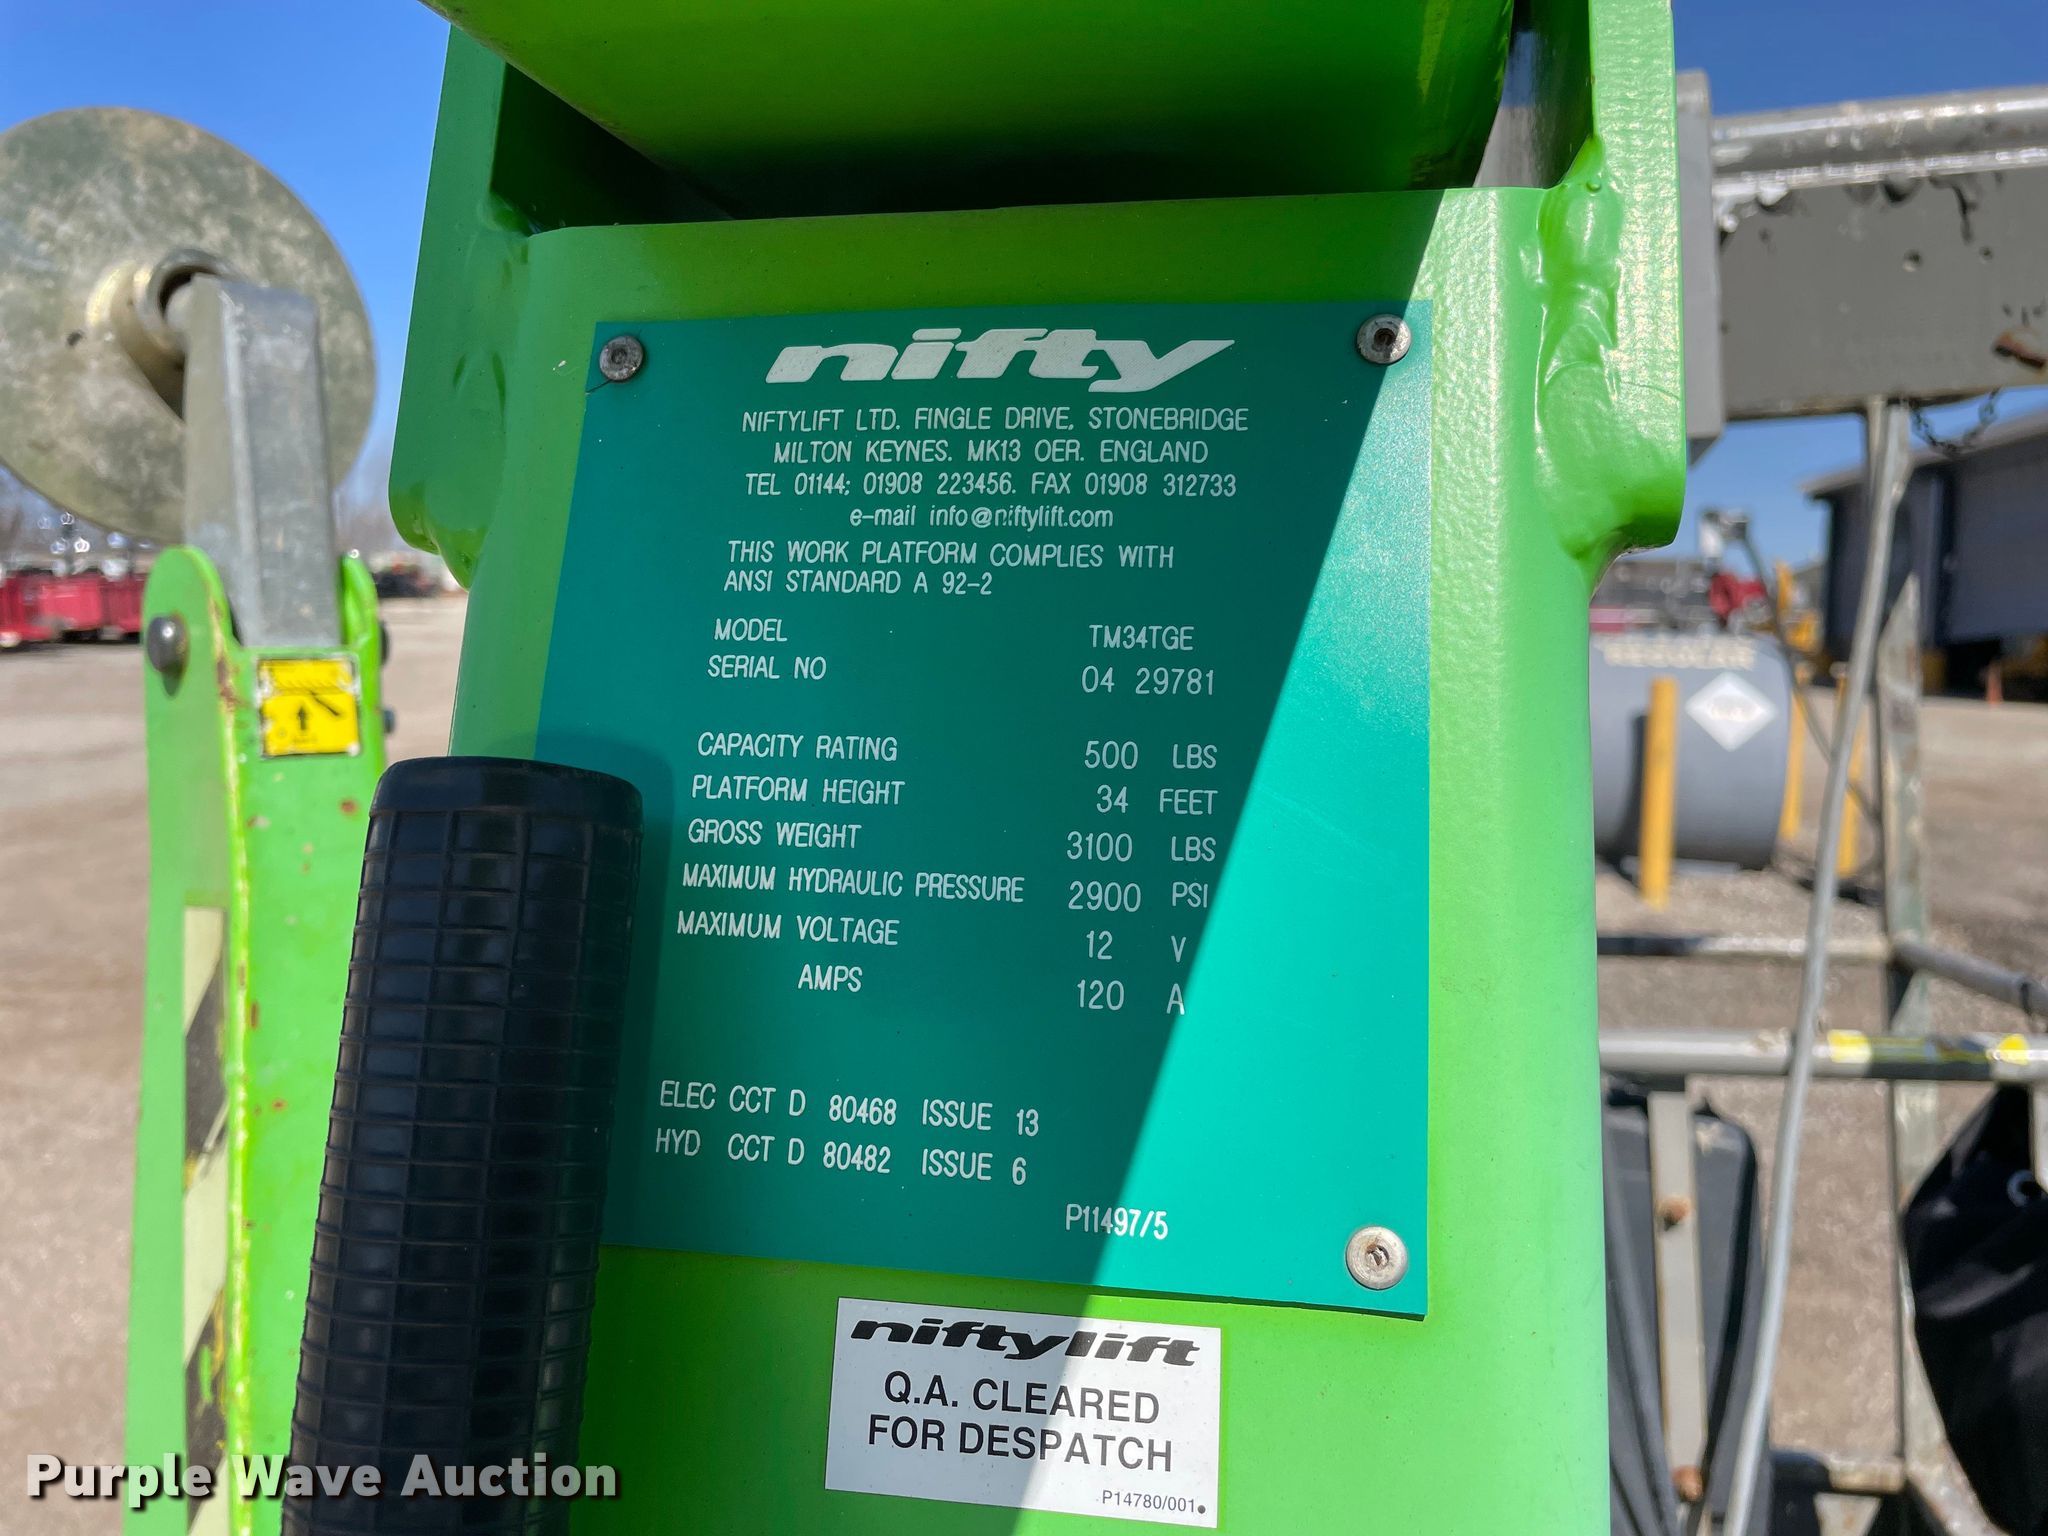 nifty
NIFTYLIFT LTD. FINGLE DRIVE, STONEBRIDGE
MILTON KEYNES. MK13 OER. ENGLAND
TEL 01144: 01908 223456. FAX 01908 312733
e-mail info@niftylift.com
THIS WORK PLATFORM COMPLIES WITH
ANSI STANDARD A 92-2
MODEL TM34TGE
SERIAL NO 04 29781
CAPACITY RATING 500 LBS
PLATFORM HEIGHT 34 FEET
GROSS WEIGHT 3100 LBS
MAXIMUM HYDRAULIC PRESSURE 2900 PSI
MAXIMUM VOLTAGE 12 V
AMPS 120 A
ELEC CCT D 80468 ISSUE 13
HYD CCT D 80482 ISSUE 6
P11497/5
niftylift
Q.A. CLEARED
FOR DESPATCH
P14780/001
Purple Wave Auction